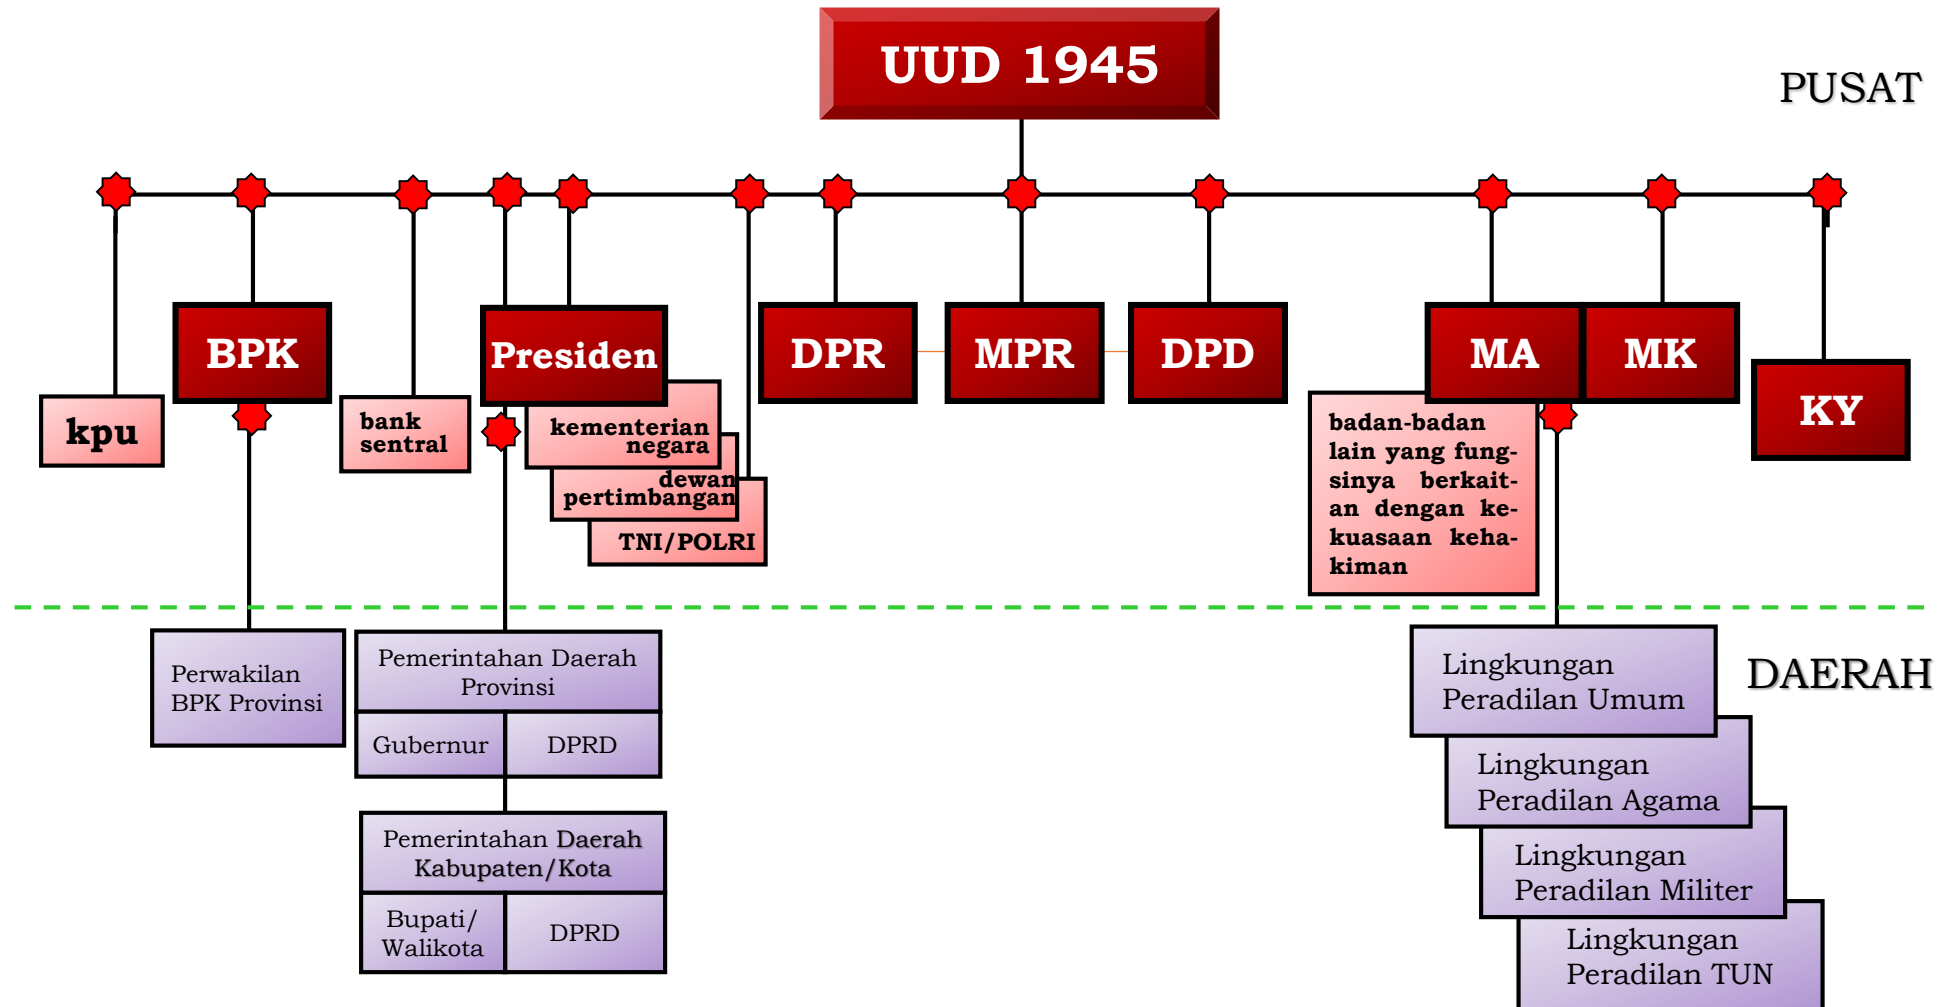 UUD 1945
PUSAT
BPK
Presiden
DPR
MPR
DPD
MA
MK
KY
kpu
bank
sentral
kementerian
negara
dewan
pertimbangan
TNI/POLRI
badan-badan
lain yang fung-
sinya berkait-
an dengan ke-
kuasaan keha-
kiman
DAERAH
Perwakilan
BPK Provinsi
Pemerintahan Daerah
Provinsi
Gubernur
DPRD
Pemerintahan Daerah
Kabupaten/Kota
Bupati/
Walikota
DPRD
Lingkungan
Peradilan Umum
Lingkungan
Peradilan Agama
Lingkungan
Peradilan Militer
Lingkungan
Peradilan TUN